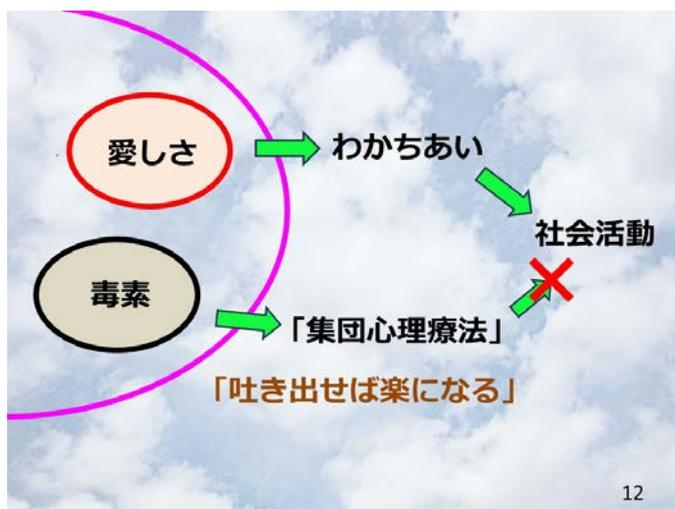 愛しさ
わかちあい
社会活動
毒素
「集団心理療法」
「吐き出せば楽になる」
12